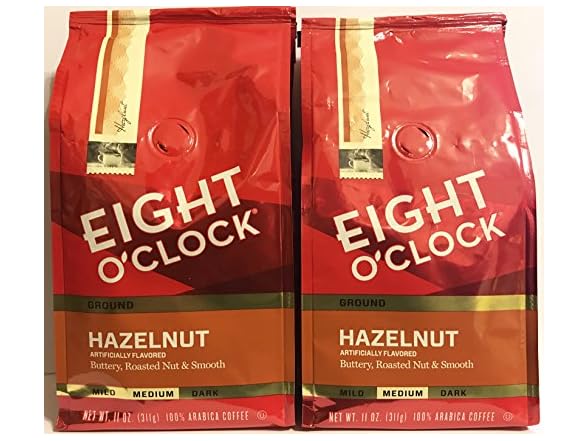 Hazelnut
EIGHT
O'CLOCK®
GROUND
HAZELNUT
ARTIFICIALLY FLAVORED
Buttery, Roasted Nut & Smooth
MILD MEDIUM DARK
NET WT. 11 OZ. (311g) 100% ARABICA COFFEE
Hazelnut
EIGHT
O'CLOCK®
GROUND
HAZELNUT
ARTIFICIALLY FLAVORED
Buttery, Roasted Nut & Smooth
MILD MEDIUM DARK
NET WT. 11 OZ. (311g) 100% ARABICA COFFEE